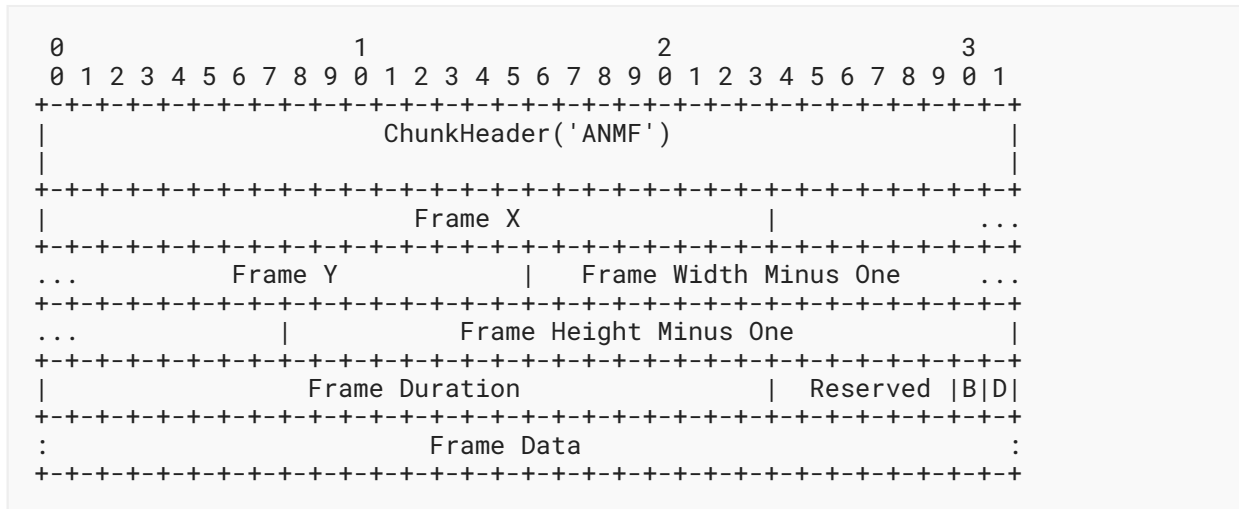 0                   1                   2                   3
 0 1 2 3 4 5 6 7 8 9 0 1 2 3 4 5 6 7 8 9 0 1 2 3 4 5 6 7 8 9 0 1
+-+-+-+-+-+-+-+-+-+-+-+-+-+-+-+-+-+-+-+-+-+-+-+-+-+-+-+-+-+-+-+-+
|                      ChunkHeader('ANMF')                      |
|                                                               |
+-+-+-+-+-+-+-+-+-+-+-+-+-+-+-+-+-+-+-+-+-+-+-+-+-+-+-+-+-+-+-+-+
|                        Frame X                |             ...
+-+-+-+-+-+-+-+-+-+-+-+-+-+-+-+-+-+-+-+-+-+-+-+-+-+-+-+-+-+-+-+-+
...          Frame Y            |   Frame Width Minus One     ...
+-+-+-+-+-+-+-+-+-+-+-+-+-+-+-+-+-+-+-+-+-+-+-+-+-+-+-+-+-+-+-+-+
...             |           Frame Height Minus One              |
+-+-+-+-+-+-+-+-+-+-+-+-+-+-+-+-+-+-+-+-+-+-+-+-+-+-+-+-+-+-+-+-+
|                 Frame Duration                |  Reserved |B|D|
+-+-+-+-+-+-+-+-+-+-+-+-+-+-+-+-+-+-+-+-+-+-+-+-+-+-+-+-+-+-+-+-+
:                         Frame Data                            :
+-+-+-+-+-+-+-+-+-+-+-+-+-+-+-+-+-+-+-+-+-+-+-+-+-+-+-+-+-+-+-+-+